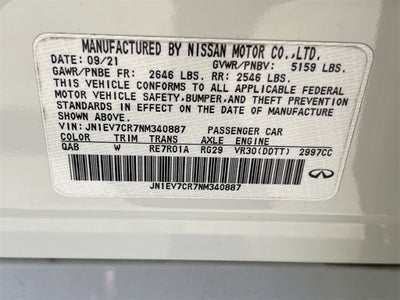 MANUFACTURED BY NISSAN MOTOR CO.,LTD.
DATE: 09/21 GVWR/PNBV: 5159 LBS.
GAWR/PNBE FR: 2646 LBS. RR: 2546 LBS.
THIS VEHICLE CONFORMS TO ALL APPLICABLE FEDERAL
MOTOR VEHICLE SAFETY,BUMPER,AND THEFT PREVENTION
STANDARDS IN EFFECT ON THE DATE OF MANUFACTURE
SHOWN ABOVE.
VIN: JN1EV7CR7NM340887 PASSENGER CAR
COLOR TRIM TRANS AXLE ENGINE
QAB W RE7R01A RG29 VR30(DDTT) 2997CC
JN1EV7CR7NM340887